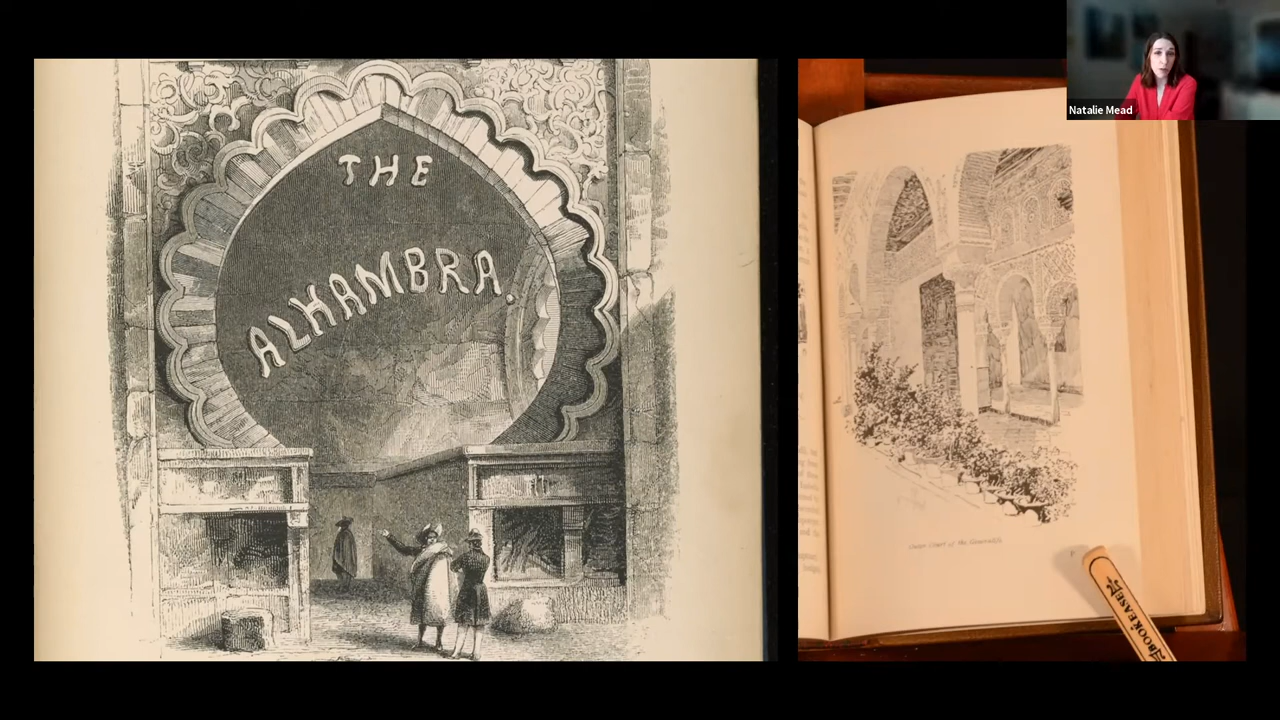 THE
ALHAMBRA.
Natalie Mead
Outer Court of the Generalife
BOOKEASE